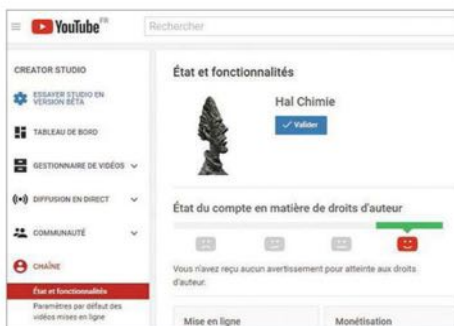 YouTube FR
Rechercher
CREATOR STUDIO
ESSAYER STUDIO EN
VERSION BÊTA
TABLEAU DE BORD
GESTIONNAIRE DE VIDÉOS
DIFFUSION EN DIRECT
COMMUNAUTÉ
CHAÎNE
État et fonctionnalités
Paramètres par défaut des
vidéos mises en ligne
État et fonctionnalités
Hal Chimie
Valider
État du compte en matière de droits d'auteur
Vous n'avez reçu aucun avertissement pour atteinte aux droits
d'auteur.
Mise en ligne
Monétisation